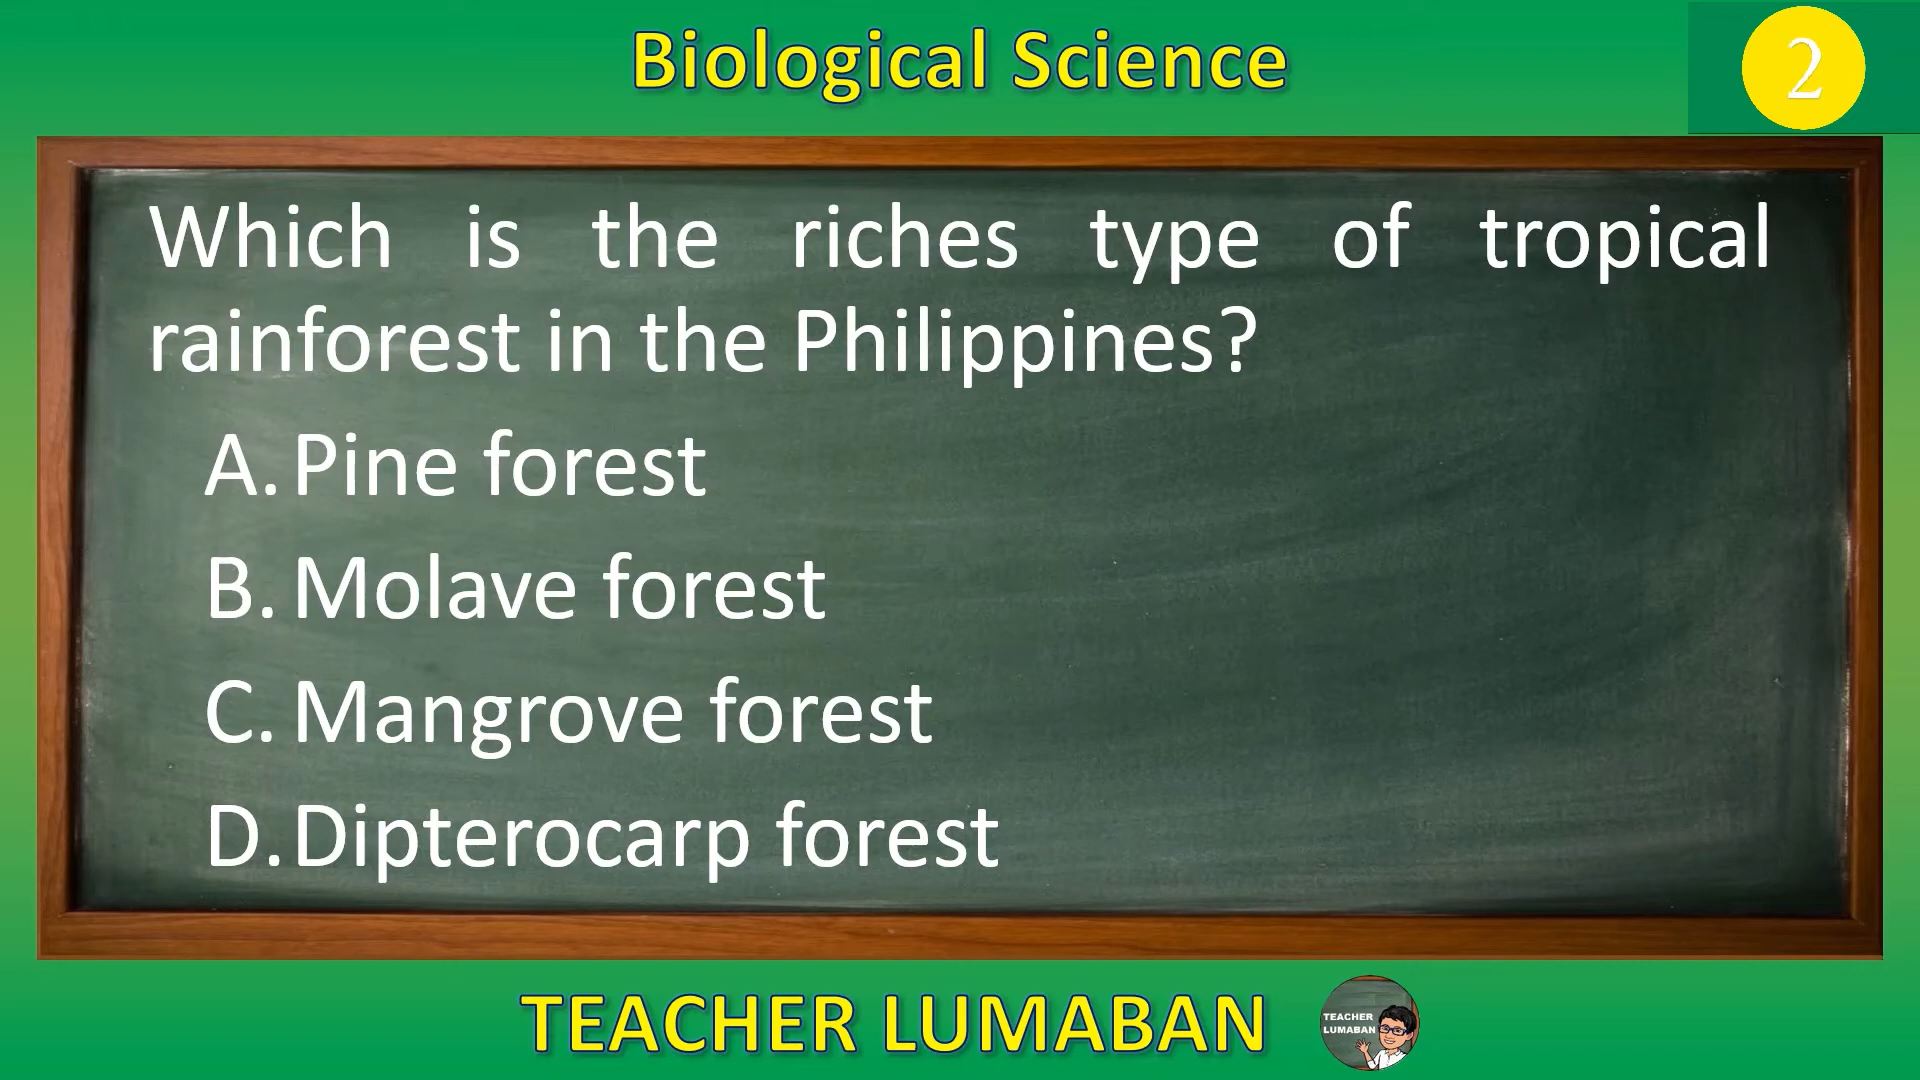 Biological Science
2
Which is the riches type of tropical
rainforest in the Philippines?
A. Pine forest
B. Molave forest
C. Mangrove forest
D. Dipterocarp forest
TEACHER LUMABAN
TEACHER
LUMABAN